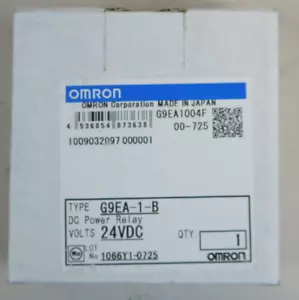 OMRON
OMRON Corporation MADE IN JAPAN
G9EA1004F
4 536854 873638
00-725
1009032097 000001
TYPE G9EA-1-B
DC Power Relay
VOLTS 24VDC
QTY 1
LOT No 1066Y1-0725
OMRON